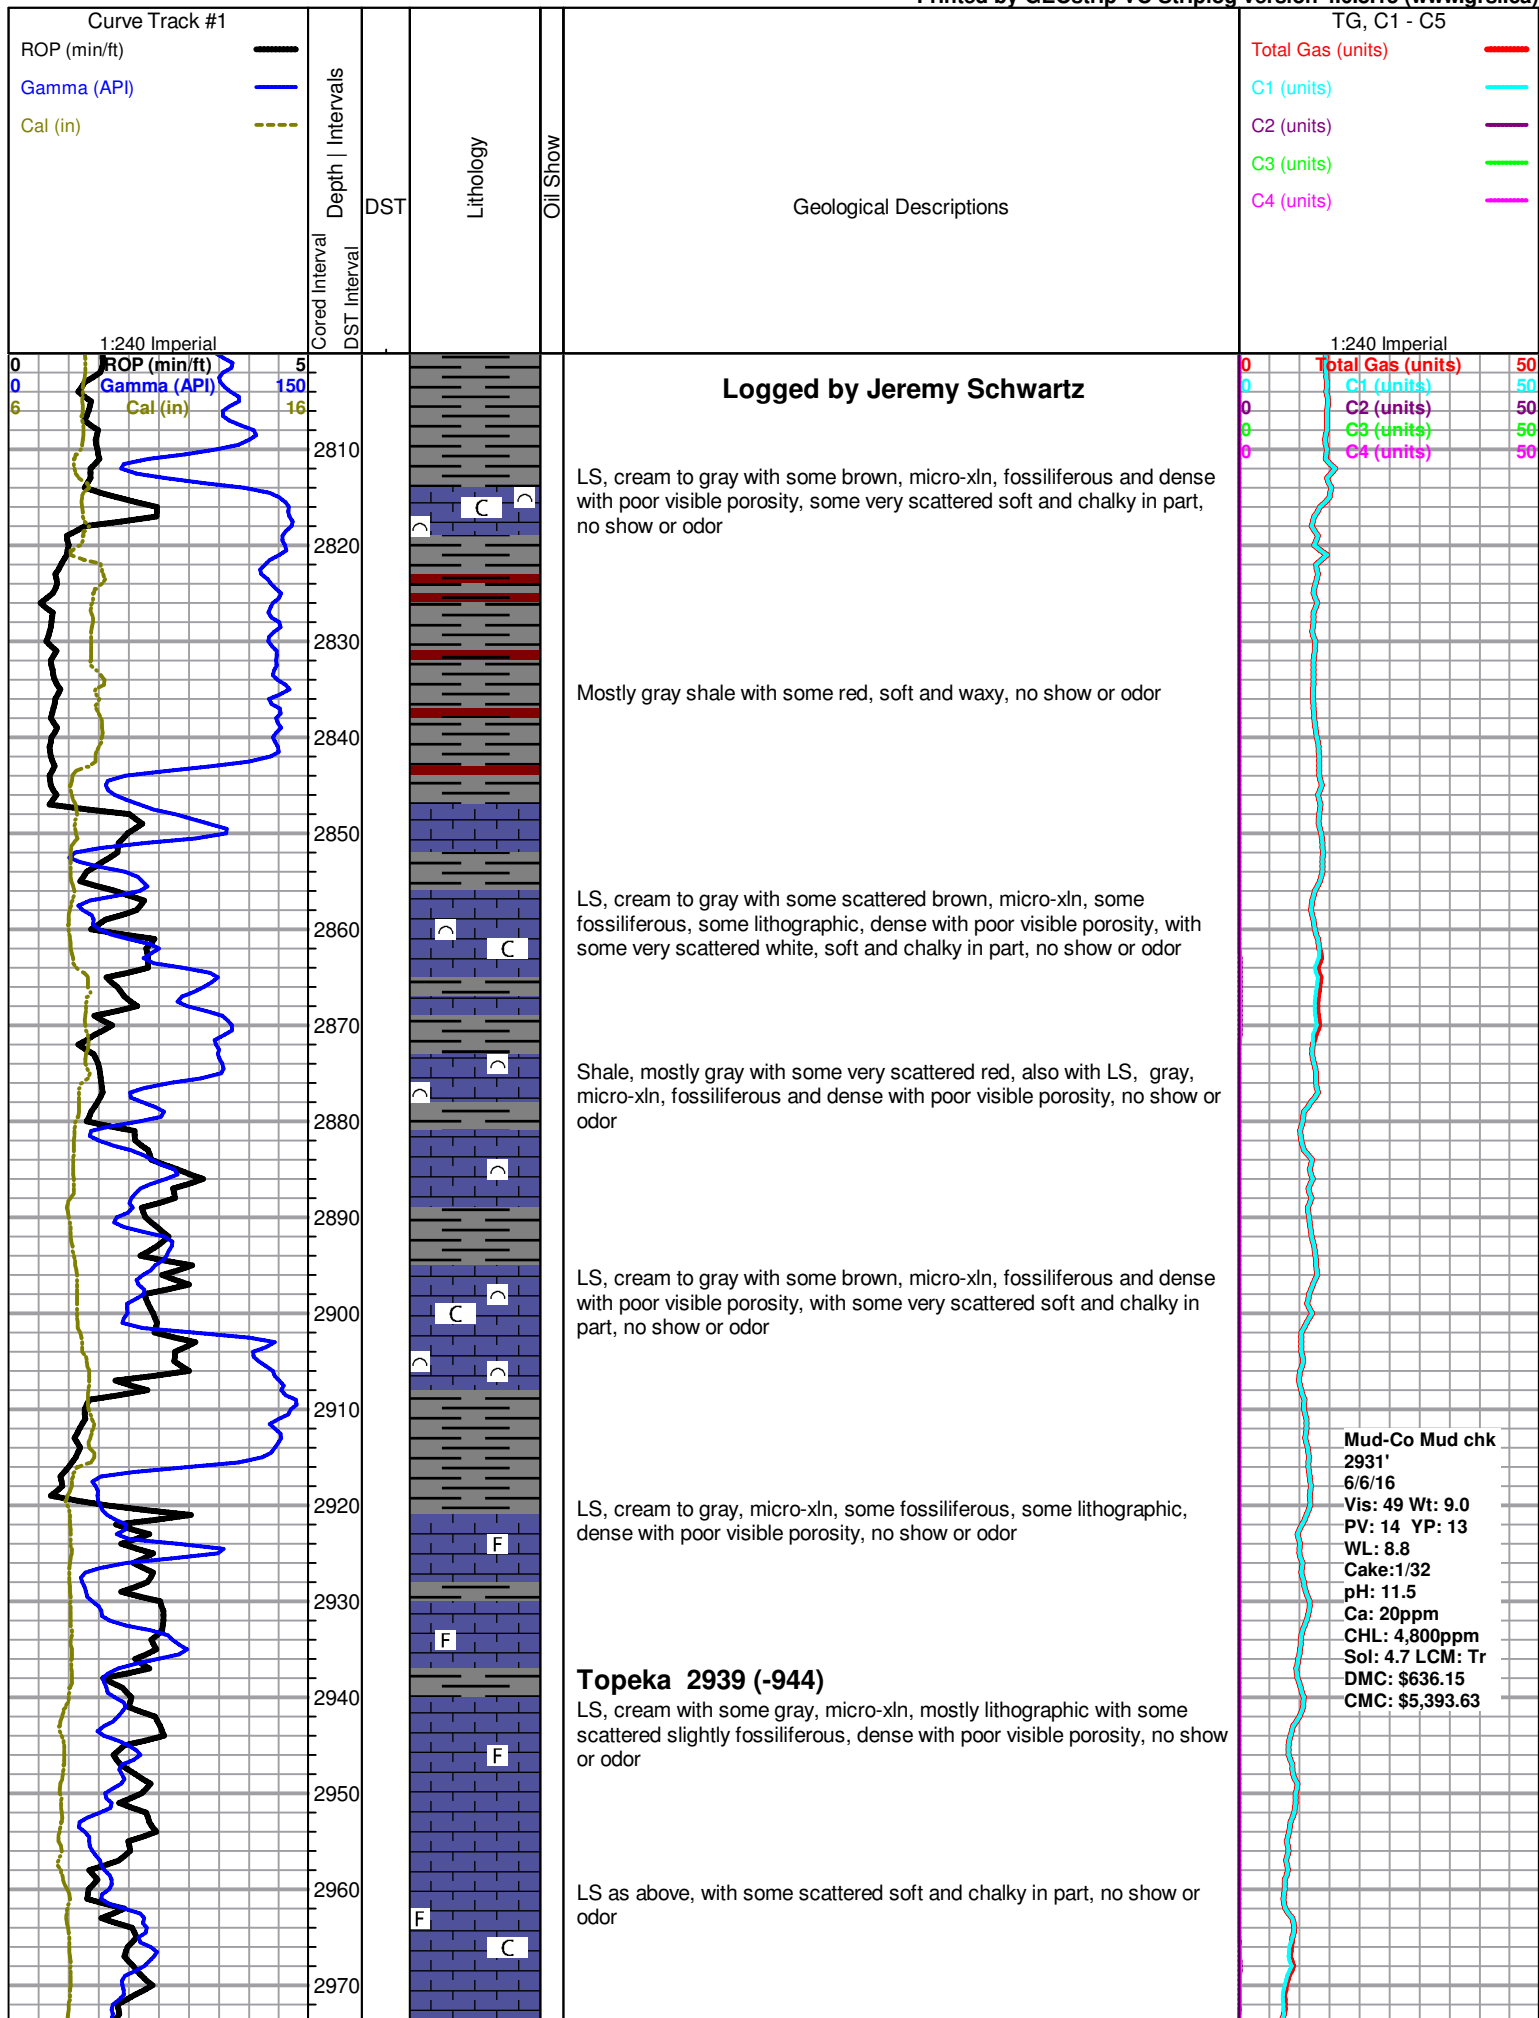 Curve Track #1
ROP (min/ft)
Gamma (API)
Cal (in)
Cored Interval
Depth | Intervals
DST Interval
DST
Lithology
Oil Show
Geological Descriptions
TG, C1 - C5
Total Gas (units)
C1 (units)
C2 (units)
C3 (units)
C4 (units)
1:240 Imperial
1:240 Imperial
0 ROP (min/ft) 5
0 Gamma (API) 150
6 Cal (in) 16
0 Total Gas (units) 50
0 C1 (units) 50
0 C2 (units) 50
0 C3 (units) 50
0 C4 (units) 50
Logged by Jeremy Schwartz
2810
LS, cream to gray with some brown, micro-xln, fossiliferous and dense
with poor visible porosity, some very scattered soft and chalky in part,
no show or odor
C
2820
2830
Mostly gray shale with some red, soft and waxy, no show or odor
2840
2850
LS, cream to gray with some scattered brown, micro-xln, some
fossiliferous, some lithographic, dense with poor visible porosity, with
some very scattered white, soft and chalky in part, no show or odor
2860
C
2870
Shale, mostly gray with some very scattered red, also with LS, gray,
micro-xln, fossiliferous and dense with poor visible porosity, no show or
odor
2880
2890
LS, cream to gray with some brown, micro-xln, fossiliferous and dense
with poor visible porosity, with some very scattered soft and chalky in
part, no show or odor
2900
C
2910
2920
LS, cream to gray, micro-xln, some fossiliferous, some lithographic,
dense with poor visible porosity, no show or odor
F
2930
F
Mud-Co Mud chk
2931'
6/6/16
Vis: 49 Wt: 9.0
PV: 14 YP: 13
WL: 8.8
Cake:1/32
pH: 11.5
Ca: 20ppm
CHL: 4,800ppm
Sol: 4.7 LCM: Tr
DMC: $636.15
CMC: $5,393.63
Topeka 2939 (-944)
2940
LS, cream with some gray, micro-xln, mostly lithographic with some
scattered slightly fossiliferous, dense with poor visible porosity, no show
or odor
F
2950
2960
LS as above, with some scattered soft and chalky in part, no show or
odor
F
C
2970